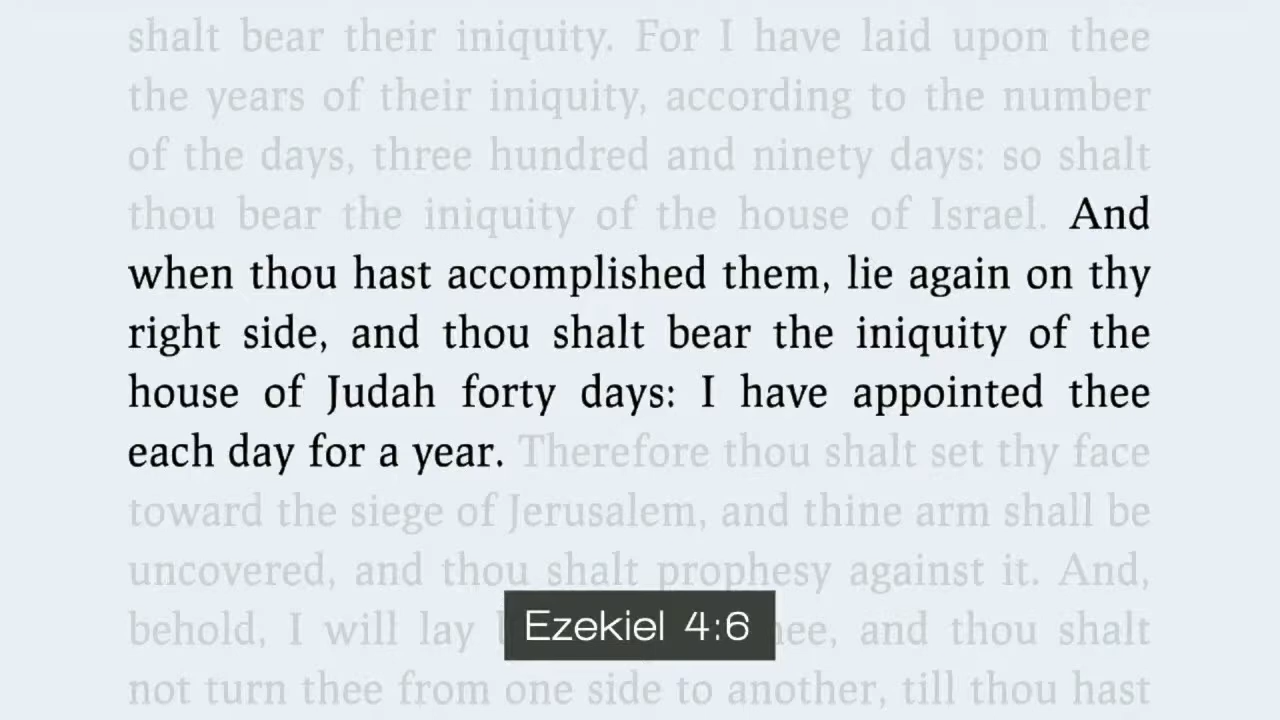 shalt bear their iniquity. For I have laid upon thee
the years of their iniquity, according to the number
of the days, three hundred and ninety days: so shalt
thou bear the iniquity of the house of Israel. And
when thou hast accomplished them, lie again on thy
right side, and thou shalt bear the iniquity of the
house of Judah forty days: I have appointed thee
each day for a year. Therefore thou shalt set thy face
toward the siege of Jerusalem, and thine arm shall be
uncovered, and thou shalt prophesy against it. And,
behold, I will lay and thou shalt
Ezekiel 4:6
not turn thee from one side to another, till thou hast